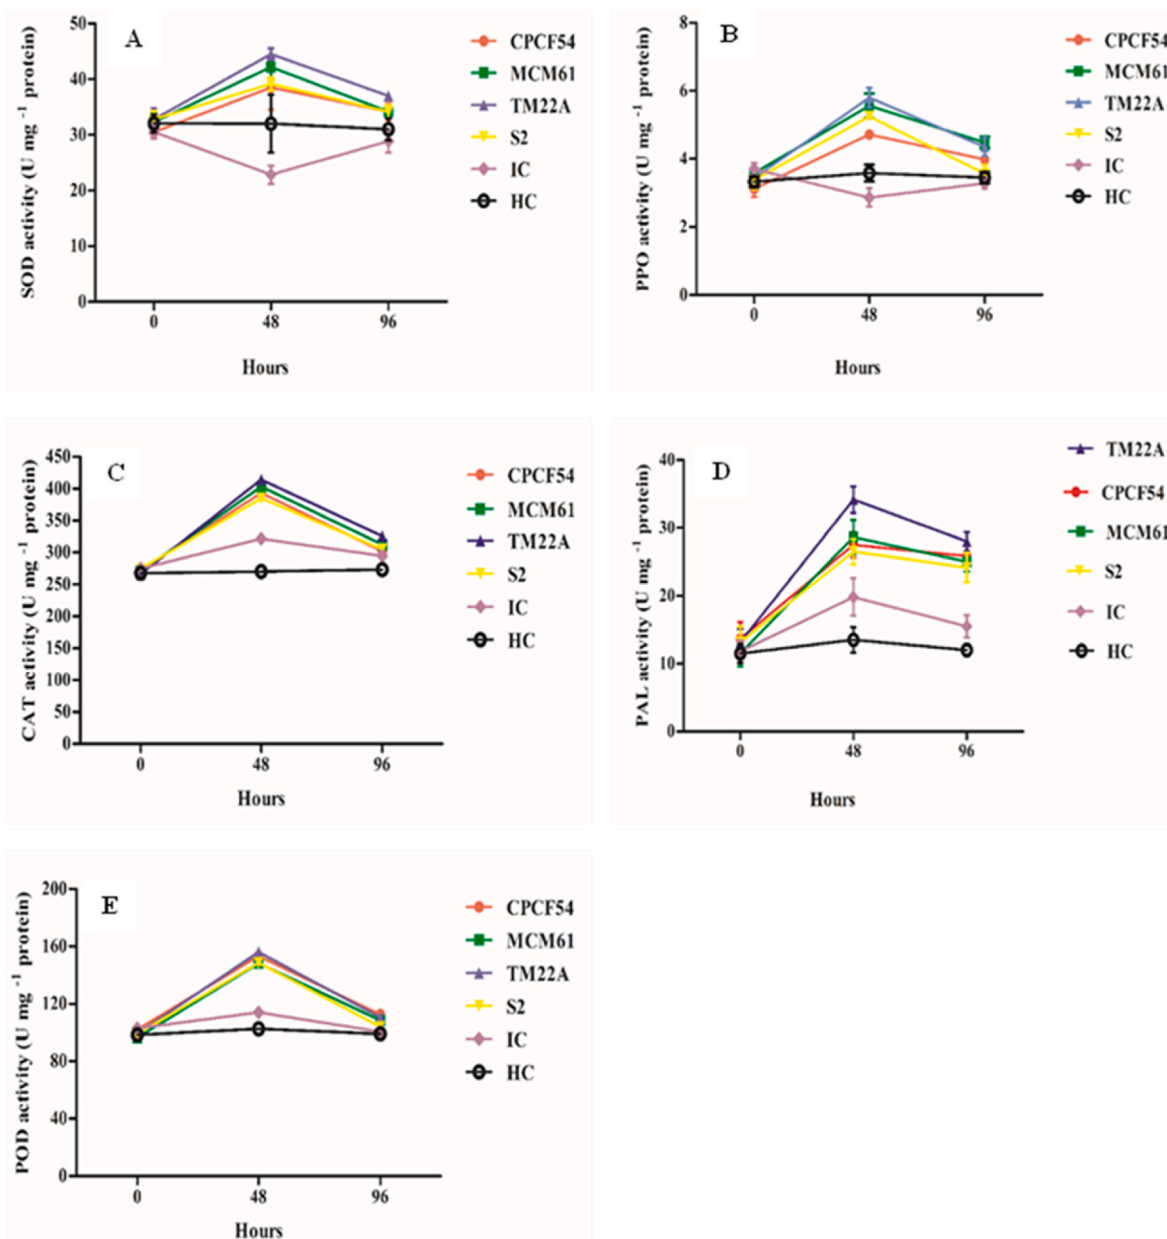 A
SOD activity (U mg -1 protein)
50
40
30
20
10
0
0 48 96
Hours
CPCF54
MCM61
TM22A
S2
IC
HC
B
PPO activity (U mg -1 protein)
8
6
4
2
0
0 48 96
Hours
CPCF54
MCM61
TM22A
S2
IC
HC
C
CAT activity (U mg -1 protein)
450
400
350
300
250
200
150
100
50
0
0 48 96
Hours
CPCF54
MCM61
TM22A
S2
IC
HC
D
PAL activity (U mg -1 protein)
40
30
20
10
0
0 48 96
Hours
TM22A
CPCF54
MCM61
S2
IC
HC
E
POD activity (U mg -1 protein)
200
160
120
80
40
0
0 48 96
Hours
CPCF54
MCM61
TM22A
S2
IC
HC